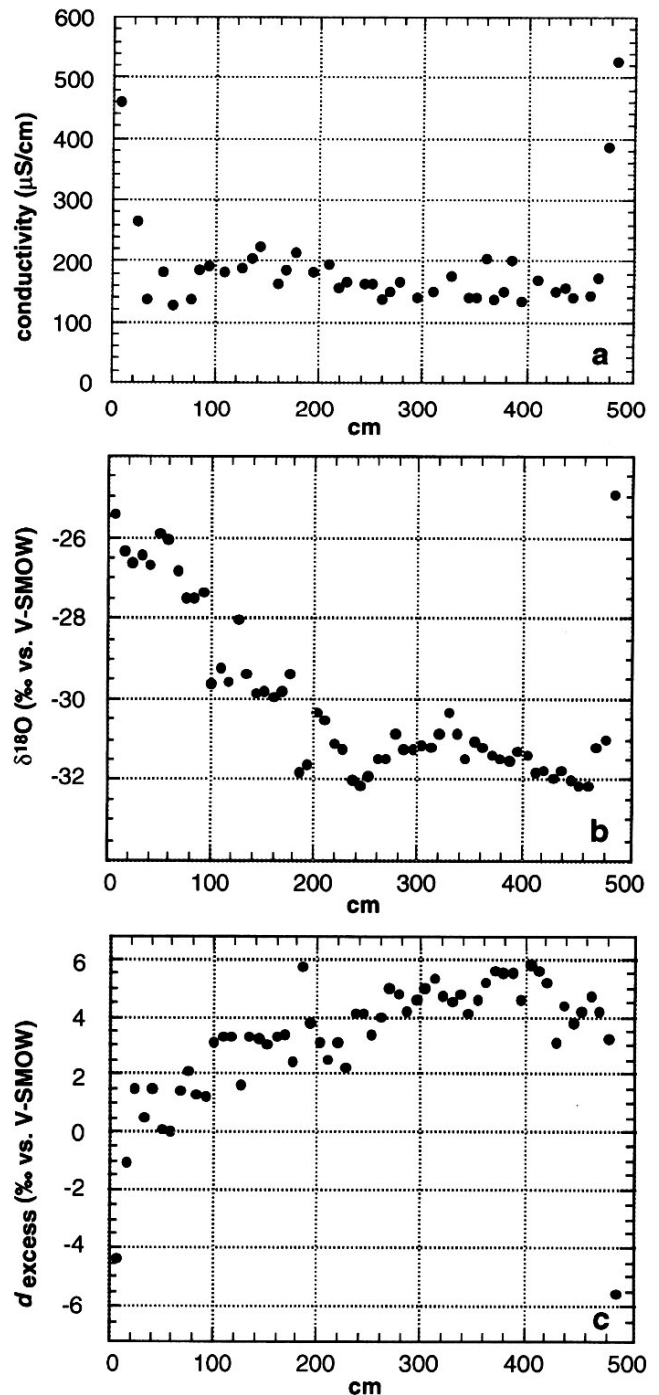 600
500
400
300
200
100
0
conductivity (µS/cm)
a
0 100 200 300 400 500
cm
-26
-28
-30
-32
δ18O (‰ vs. V-SMOW)
b
0 100 200 300 400 500
cm
6
4
2
0
-2
-4
-6
d excess (‰ vs. V-SMOW)
c
0 100 200 300 400 500
cm